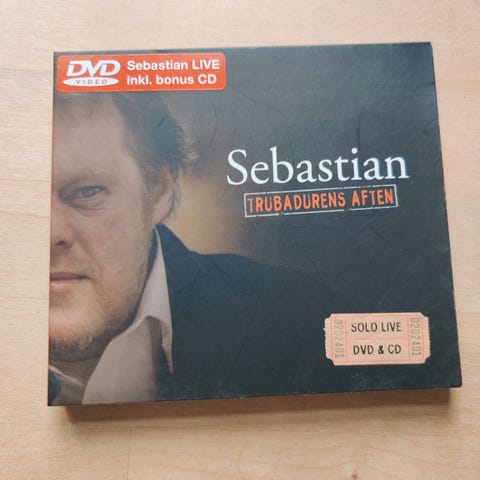 DVD
VIDEO
Sebastian LIVE
inkl. bonus CD
Sebastian
TRUBADURENS AFTEN
0202401
SOLO LIVE
DVD & CD
0202401